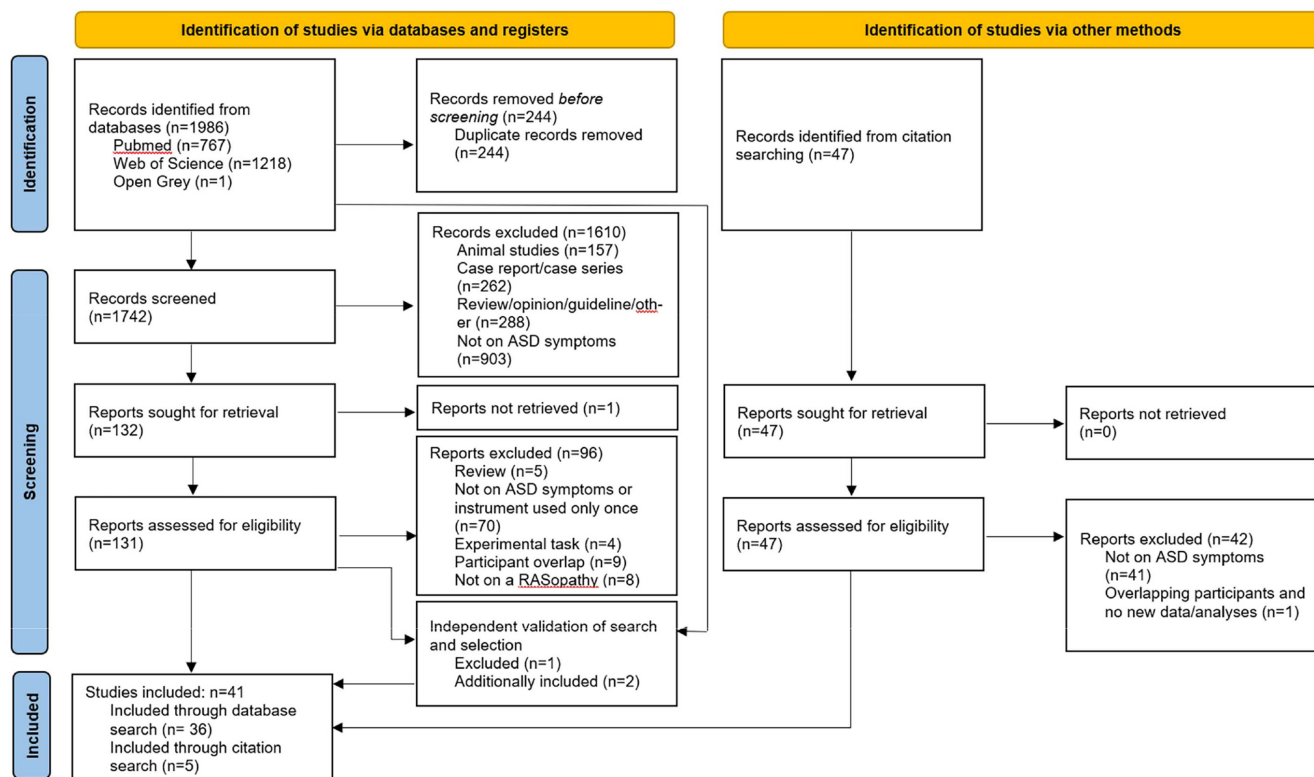 Identification of studies via databases and registers
Identification of studies via other methods
Identification
Records identified from
databases (n=1986)
Pubmed (n=767)
Web of Science (n=1218)
Open Grey (n=1)
Records removed before
screening (n=244)
Duplicate records removed
(n=244)
Records identified from citation
searching (n=47)
Screening
Records screened
(n=1742)
Records excluded (n=1610)
Animal studies (n=157)
Case report/case series
(n=262)
Review/opinion/guideline/oth-
er (n=288)
Not on ASD symptoms
(n=903)
Reports sought for retrieval
(n=132)
Reports not retrieved (n=1)
Reports sought for retrieval
(n=47)
Reports not retrieved
(n=0)
Reports assessed for eligibility
(n=131)
Reports excluded (n=96)
Review (n=5)
Not on ASD symptoms or
instrument used only once
(n=70)
Experimental task (n=4)
Participant overlap (n=9)
Not on a RASopathy (n=8)
Reports assessed for eligibility
(n=47)
Reports excluded (n=42)
Not on ASD symptoms
(n=41)
Overlapping participants and
no new data/analyses (n=1)
Independent validation of search
and selection
Excluded (n=1)
Additionally included (n=2)
Included
Studies included: n=41
Included through database
search (n= 36)
Included through citation
search (n=5)